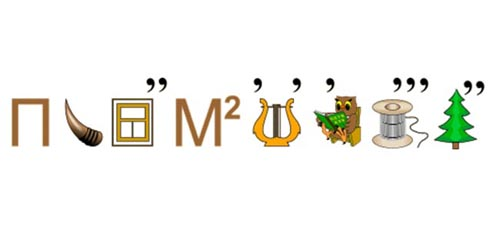 П ,, М² , , , ,,, ,,